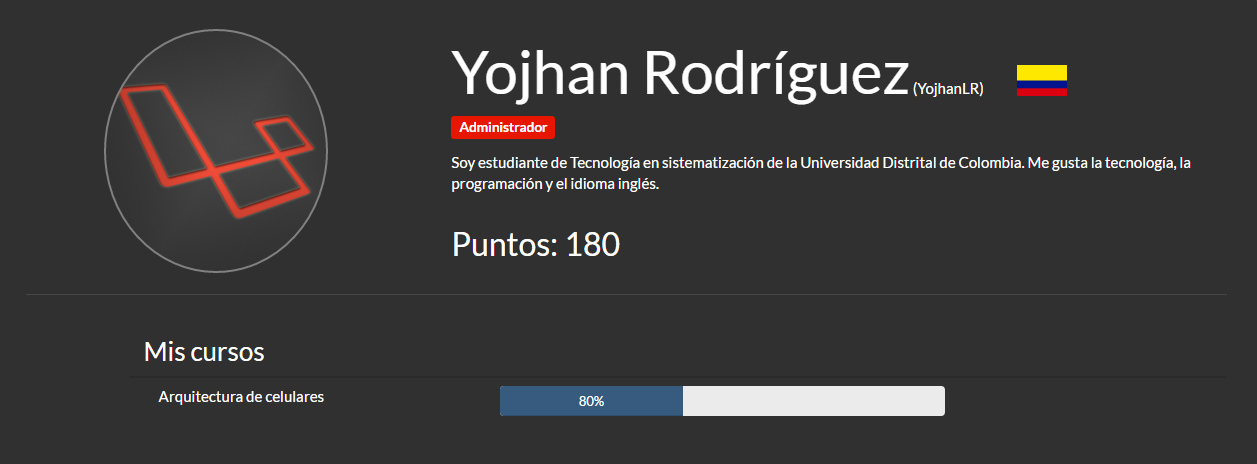 Yojhan Rodríguez (YojhanLR)
Administrador
Soy estudiante de Tecnología en sistematización de la Universidad Distrital de Colombia. Me gusta la tecnología, la
programación y el idioma inglés.
Puntos: 180
Mis cursos
Arquitectura de celulares 80%